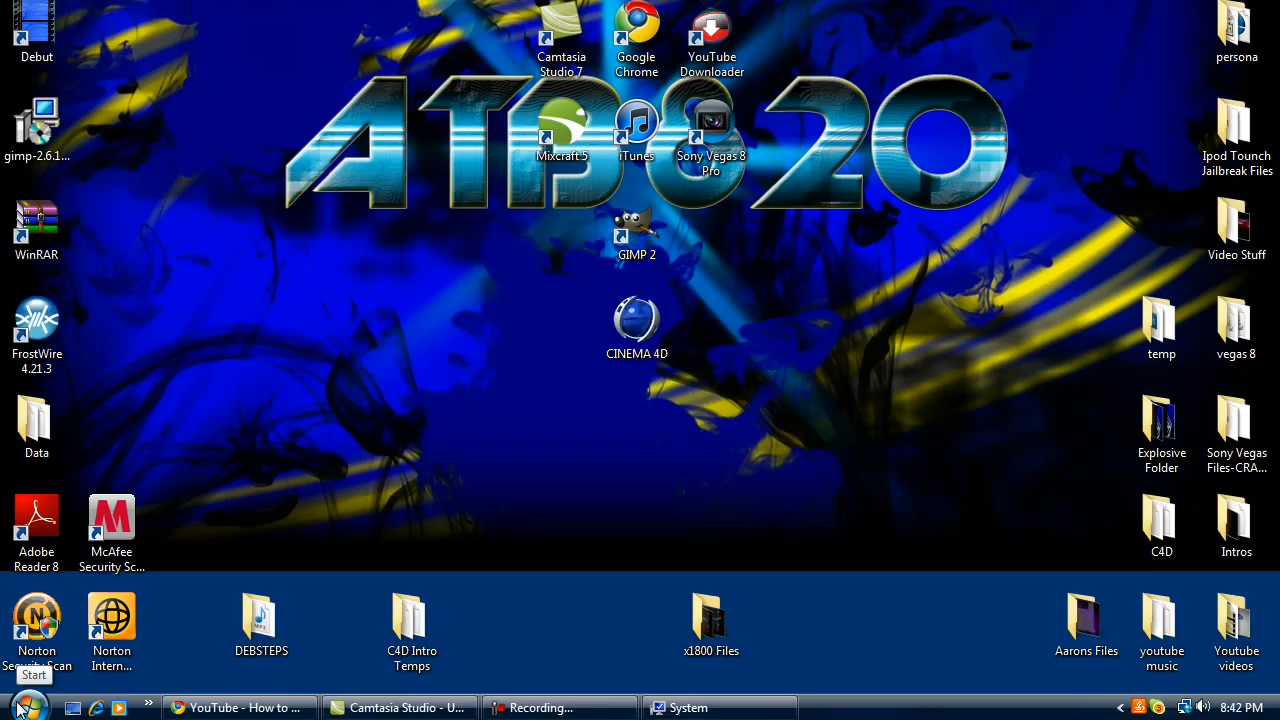 Debut
Camtasia
Studio 7
Google
Chrome
YouTube
Downloader
persona
ATB820
gimp-2.6.1...
Mixcraft 5
iTunes
Sony Vegas 8
Pro
Ipod Tounch
Jailbreak Files
WinRAR
GIMP 2
Video Stuff
FrostWire
4.21.3
CINEMA 4D
temp
vegas 8
Data
Explosive
Folder
Sony Vegas
Files-CRA...
Adobe
Reader 8
McAfee
Security Sc...
C4D
Intros
Norton
Security Scan
Norton
Intern...
DEBSTEPS
MP3
C4D Intro
Temps
x1800 Files
Aarons Files
youtube
music
Youtube
videos
Start
YouTube - How to ...
Camtasia Studio - U...
Recording...
System
8:42 PM